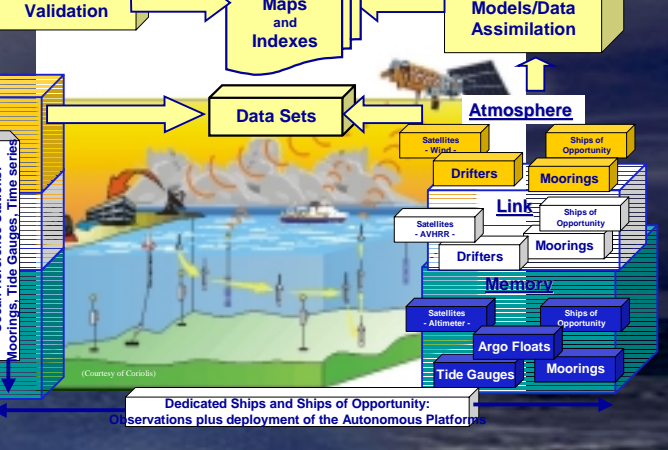 Validation
Maps
and
Indexes
Models/Data
Assimilation
Data Sets
Atmosphere
Satellites
- Wind -
Ships of
Opportunity
Drifters
Moorings
Link
Satellites
- AVHRR -
Ships of
Opportunity
Drifters
Moorings
Memory
Satellites
- Altimeter -
Ships of
Opportunity
Argo Floats
Tide Gauges
Moorings
Moorings, Tide Gauges, Time series
(Courtesy of Coriolis)
Dedicated Ships and Ships of Opportunity:
Observations plus deployment of the Autonomous Platforms